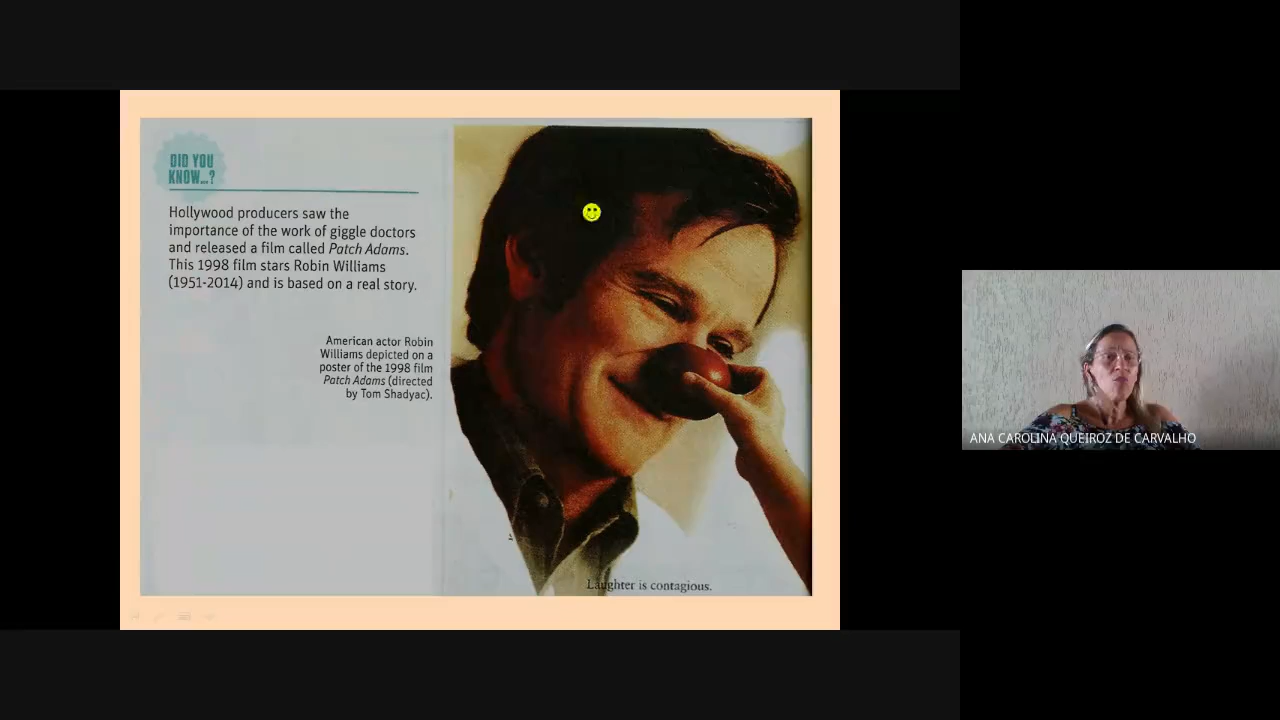 DID YOU
KNOW...?
Hollywood producers saw the
importance of the work of giggle doctors
and released a film called Patch Adams.
This 1998 film stars Robin Williams
(1951-2014) and is based on a real story.
American actor Robin
Williams depicted on a
poster of the 1998 film
Patch Adams (directed
by Tom Shadyac).
Laughter is contagious.
ANA CAROLINA QUEIROZ DE CARVALHO